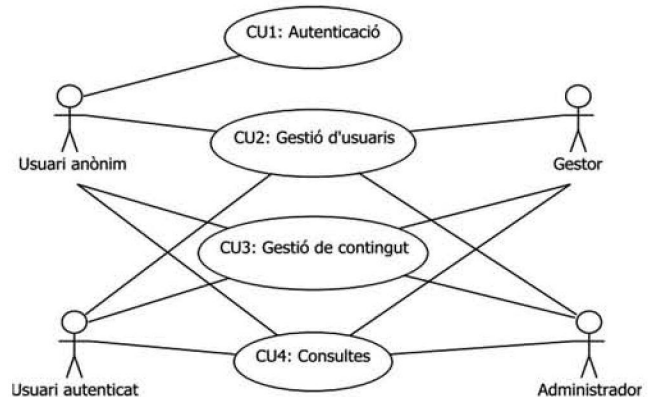 CU1: Autenticació
CU2: Gestió d'usuaris
Usuari anònim
Gestor
CU3: Gestió de contingut
CU4: Consultes
Usuari autenticat
Administrador